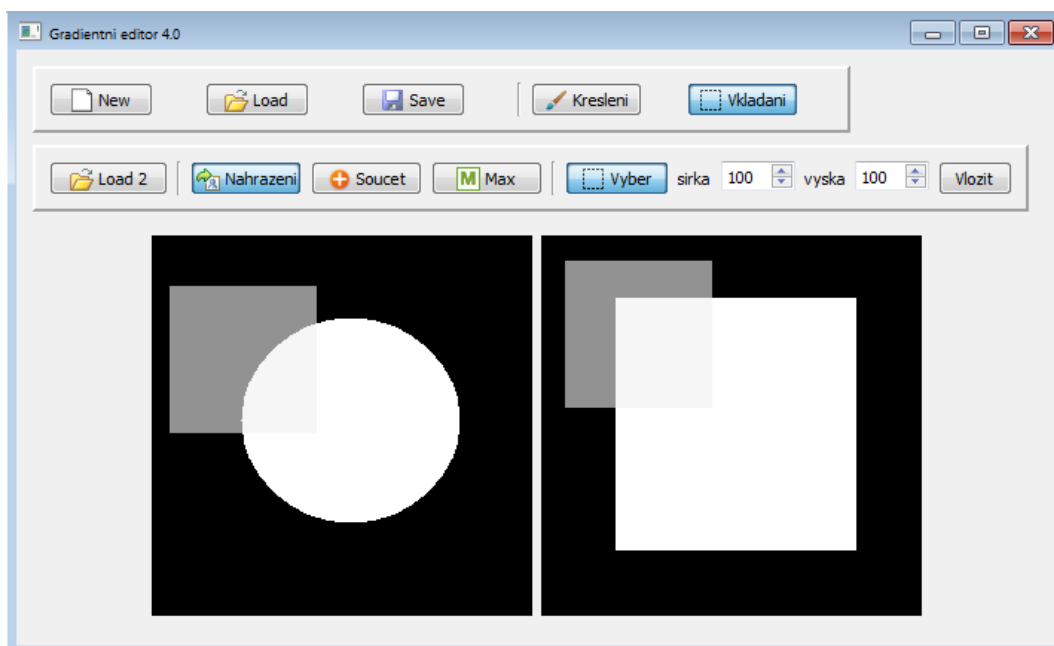 Gradientni editor 4.0
New Load Save Kresleni Vkladani
Load 2 Nahrazeni Soucet M Max Vyber sirka 100 vyska 100 Vlozit